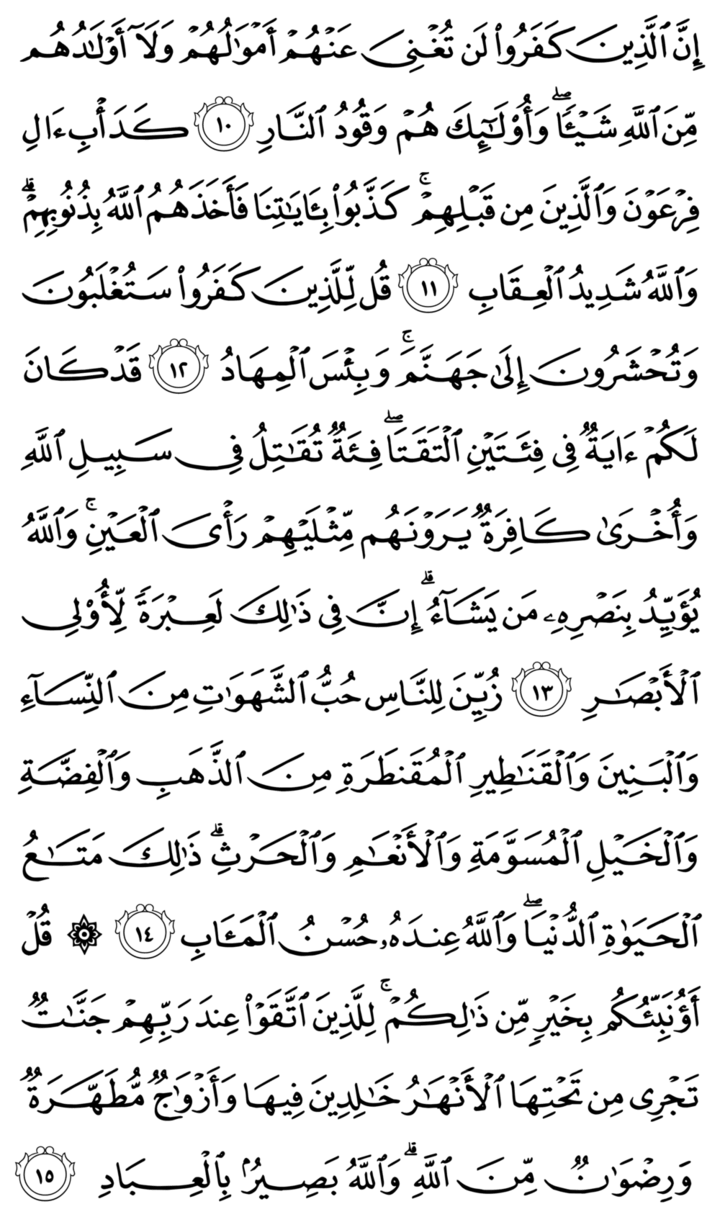 إِنَّ ٱلَّذِينَ كَفَرُوا۟ لَن تُغْنِىَ عَنْهُمْ أَمْوَٰلُهُمْ وَلَآ أَوْلَـٰدُهُم
مِّنَ ٱللَّهِ شَيْـًٔا ۖ وَأُو۟لَـٰٓئِكَ هُمْ وَقُودُ ٱلنَّارِ ١٠ كَدَأْبِ ءَالِ
فِرْعَوْنَ وَٱلَّذِينَ مِن قَبْلِهِمْ ۚ كَذَّبُوا۟ بِـَٔايَـٰتِنَا فَأَخَذَهُمُ ٱللَّهُ بِذُنُوبِهِمْ ۗ
وَٱللَّهُ شَدِيدُ ٱلْعِقَابِ ١١ قُل لِّلَّذِينَ كَفَرُوا۟ سَتُغْلَبُونَ
وَتُحْشَرُونَ إِلَىٰ جَهَنَّمَ ۚ وَبِئْسَ ٱلْمِهَادُ ١٢ قَدْ كَانَ
لَكُمْ ءَايَةٌ فِى فِئَتَيْنِ ٱلْتَقَتَا ۖ فِئَةٌ تُقَـٰتِلُ فِى سَبِيلِ ٱللَّهِ
وَأُخْرَىٰ كَافِرَةٌ يَرَوْنَهُم مِّثْلَيْهِمْ رَأْىَ ٱلْعَيْنِ ۚ وَٱللَّهُ
يُؤَيِّدُ بِنَصْرِهِۦ مَن يَشَآءُ ۗ إِنَّ فِى ذَٰلِكَ لَعِبْرَةً لِّأُو۟لِى
ٱلْأَبْصَـٰرِ ١٣ زُيِّنَ لِلنَّاسِ حُبُّ ٱلشَّهَوَٰتِ مِنَ ٱلنِّسَآءِ
وَٱلْبَنِينَ وَٱلْقَنَـٰطِيرِ ٱلْمُقَنطَرَةِ مِنَ ٱلذَّهَبِ وَٱلْفِضَّةِ
وَٱلْخَيْلِ ٱلْمُسَوَّمَةِ وَٱلْأَنْعَـٰمِ وَٱلْحَرْثِ ۗ ذَٰلِكَ مَتَـٰعُ
ٱلْحَيَوٰةِ ٱلدُّنْيَا ۖ وَٱللَّهُ عِندَهُۥ حُسْنُ ٱلْمَـَٔابِ ١٤ ۞ قُلْ
أَؤُنَبِّئُكُم بِخَيْرٍ مِّن ذَٰلِكُمْ ۚ لِلَّذِينَ ٱتَّقَوْا۟ عِندَ رَبِّهِمْ جَنَّـٰتٌ
تَجْرِى مِن تَحْتِهَا ٱلْأَنْهَـٰرُ خَـٰلِدِينَ فِيهَا وَأَزْوَٰجٌ مُّطَهَّرَةٌ
وَرِضْوَٰنٌ مِّنَ ٱللَّهِ ۗ وَٱللَّهُ بَصِيرٌۢ بِٱلْعِبَادِ ١٥